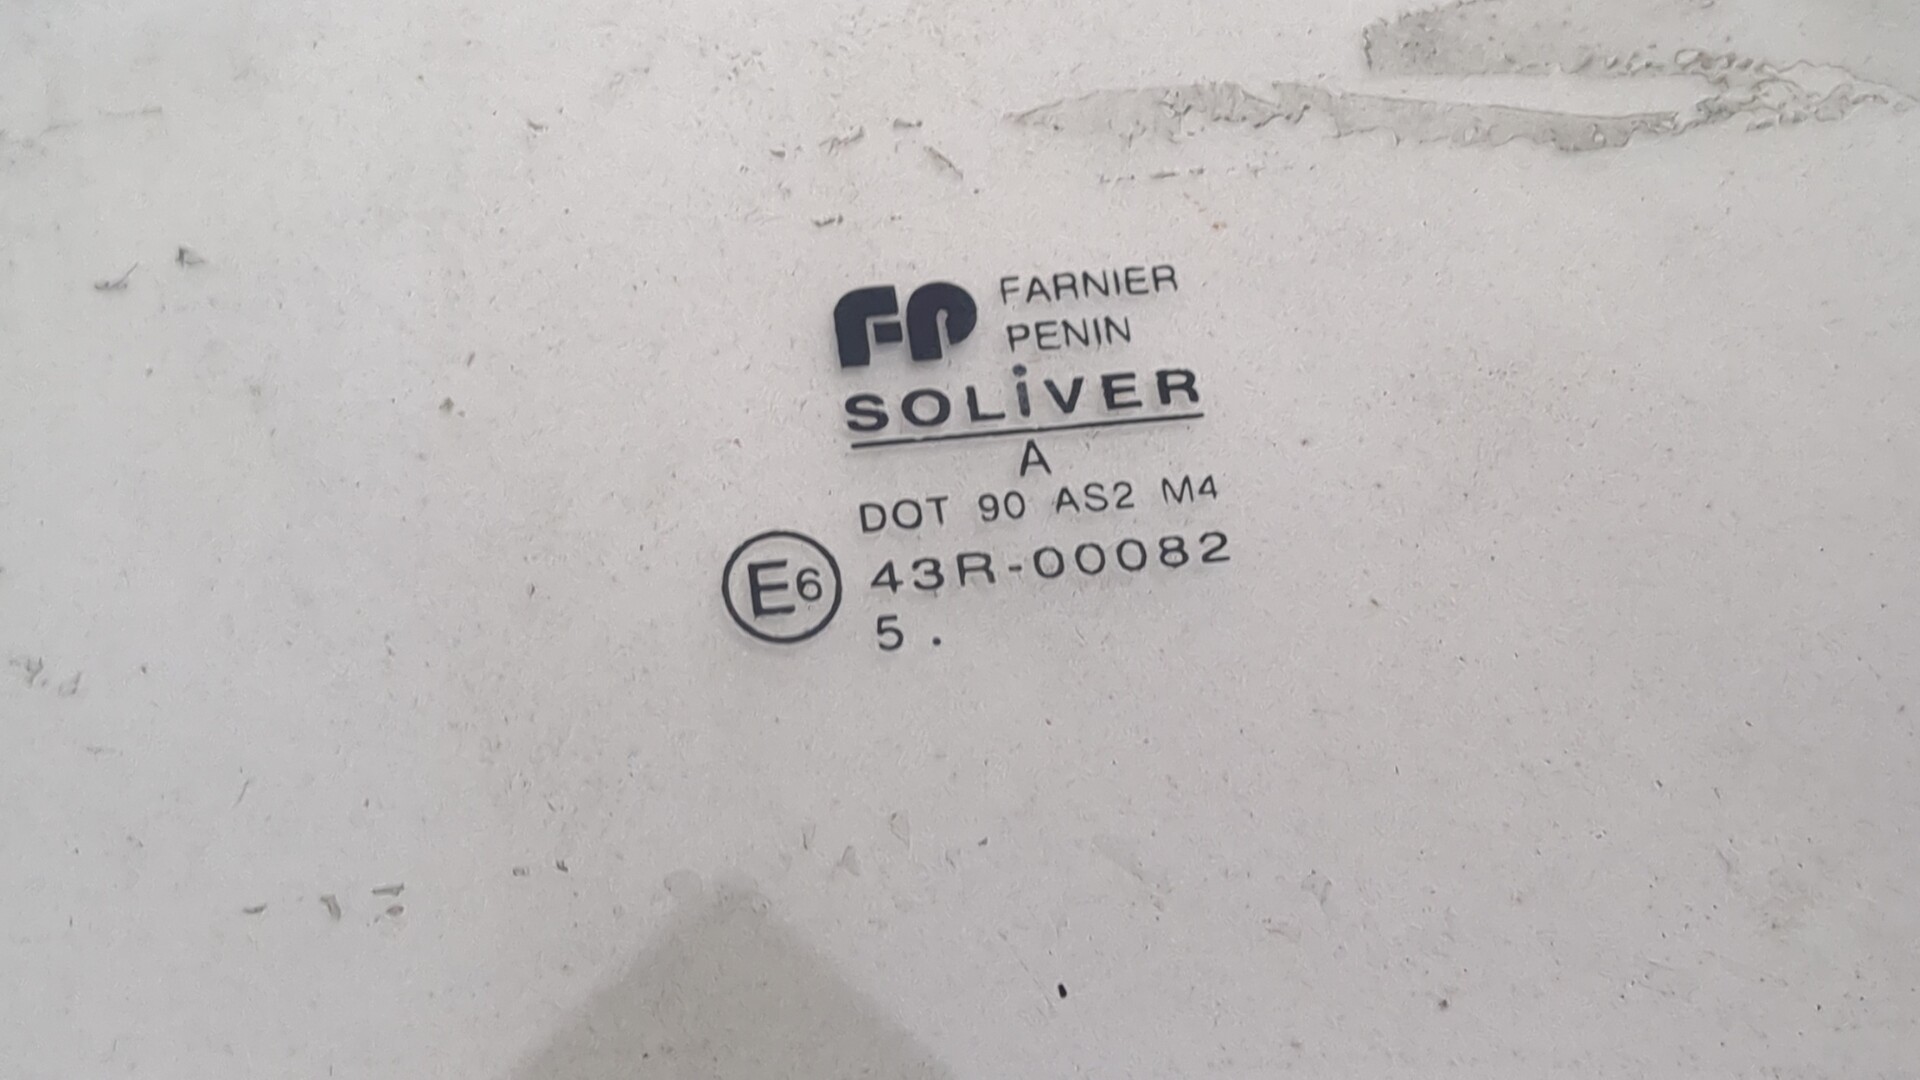 FP FARNIER
PENIN
SOLiVER
A
DOT 90 AS2 M4
E6 43R-00082
5 .